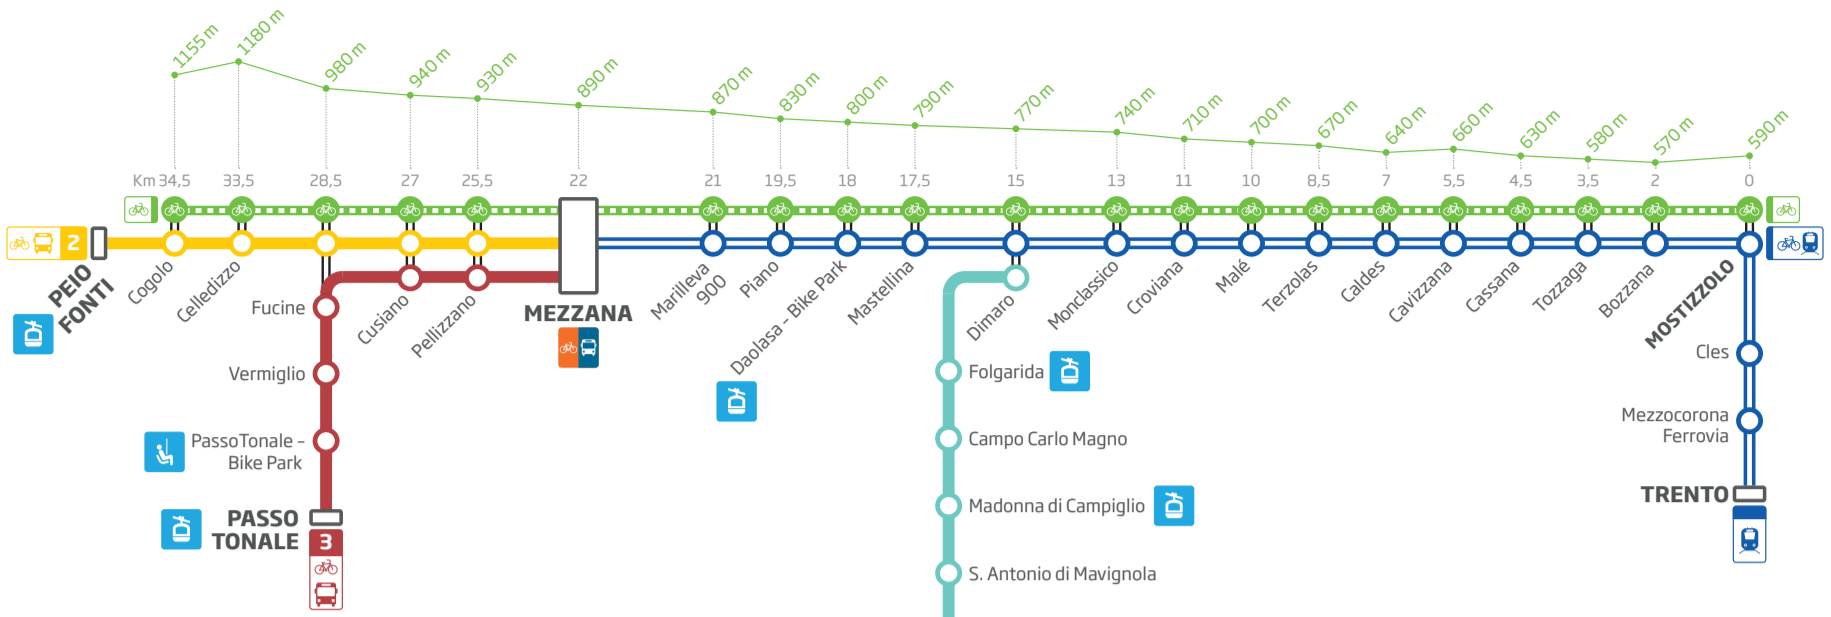 1155 m
1180 m
980 m
940 m
930 m
890 m
870 m
830 m
800 m
790 m
770 m
740 m
710 m
700 m
670 m
640 m
660 m
630 m
580 m
570 m
590 m
Km 34,5 33,5 28,5 27 25,5 22 21 19,5 18 17,5 15 13 11 10 8,5 7 5,5 4,5 3,5 2 0
2
PEIO
FONTI
Cogolo
Celledizzo
Fucine
Cusiano
Pellizzano
MEZZANA
Marilleva
900
Piano
Daolasa - Bike Park
Mastellina
Dimaro
Monclassico
Croviana
Malé
Terzolas
Caldes
Cavizzana
Cassana
Tozzaga
Bozzana
MOSTIZZOLO
Vermiglio
PassoTonale -
Bike Park
PASSO
TONALE
3
Folgarida
Campo Carlo Magno
Madonna di Campiglio
S. Antonio di Mavignola
Cles
Mezzocorona
Ferrovia
TRENTO